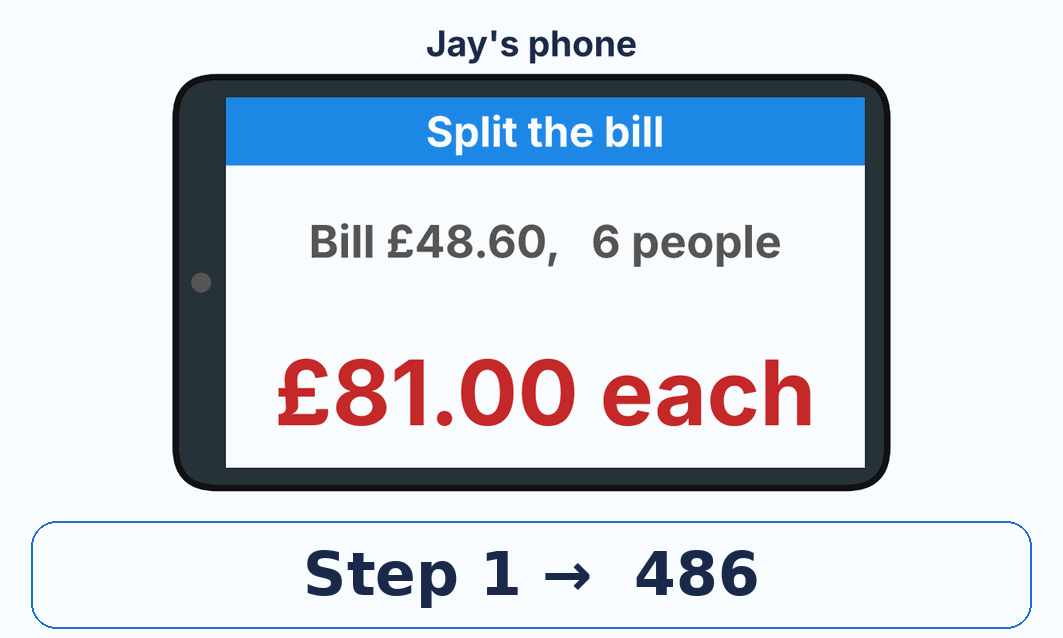 Jay's phone
Split the bill
Bill £48.60, 6 people
£81.00 each
Step 1 → 486